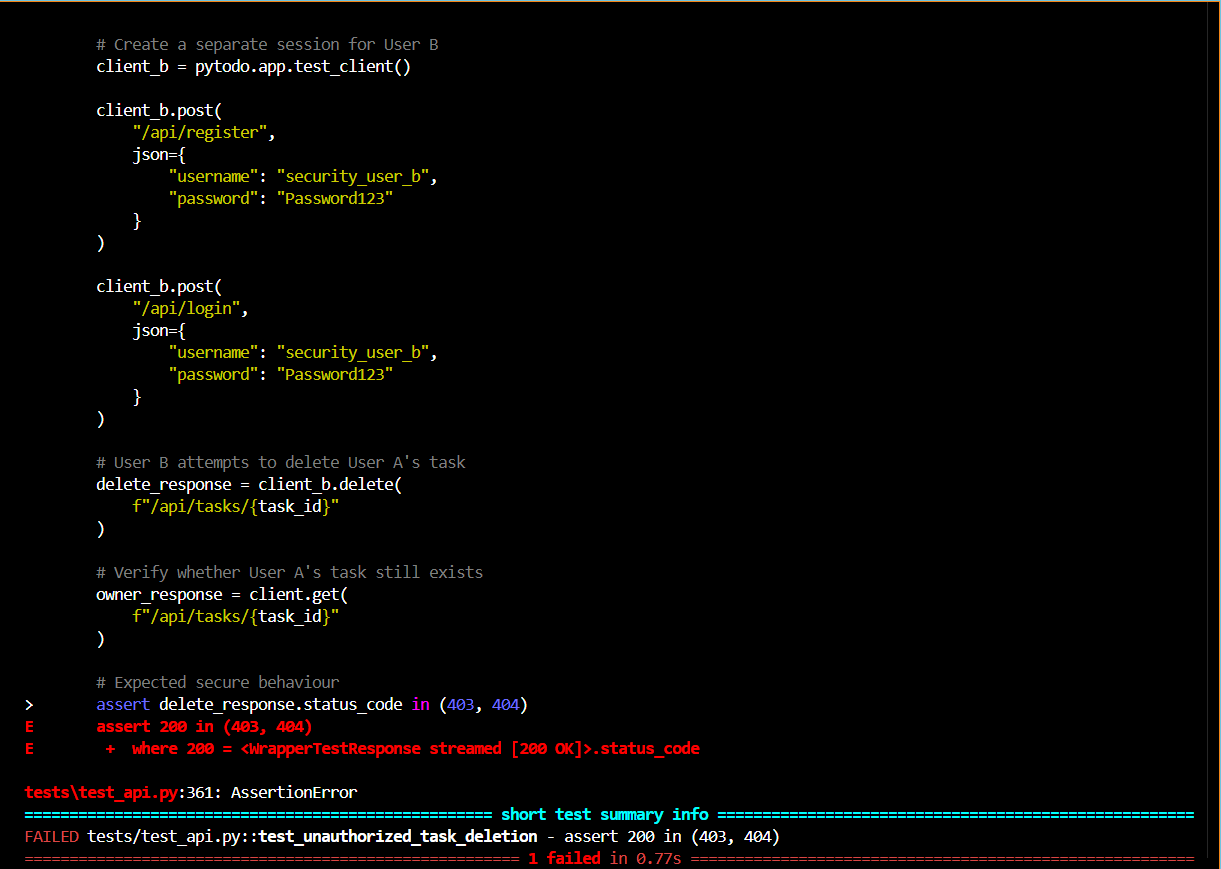 # Create a separate session for User B
client_b = pytodo.app.test_client()
client_b.post(
"/api/register",
json={
"username": "security_user_b",
"password": "Password123"
}
)
client_b.post(
"/api/login",
json={
"username": "security_user_b",
"password": "Password123"
}
)
# User B attempts to delete User A's task
delete_response = client_b.delete(
f"/api/tasks/{task_id}"
)
# Verify whether User A's task still exists
owner_response = client.get(
f"/api/tasks/{task_id}"
)
# Expected secure behaviour
> assert delete_response.status_code in (403, 404)
E assert 200 in (403, 404)
E + where 200 = <WrapperTestResponse streamed [200 OK]>.status_code
tests\test_api.py:361: AssertionError
==================================================== short test summary info =====================================================
FAILED tests/test_api.py::test_unauthorized_task_deletion - assert 200 in (403, 404)
======================================================= 1 failed in 0.77s ========================================================